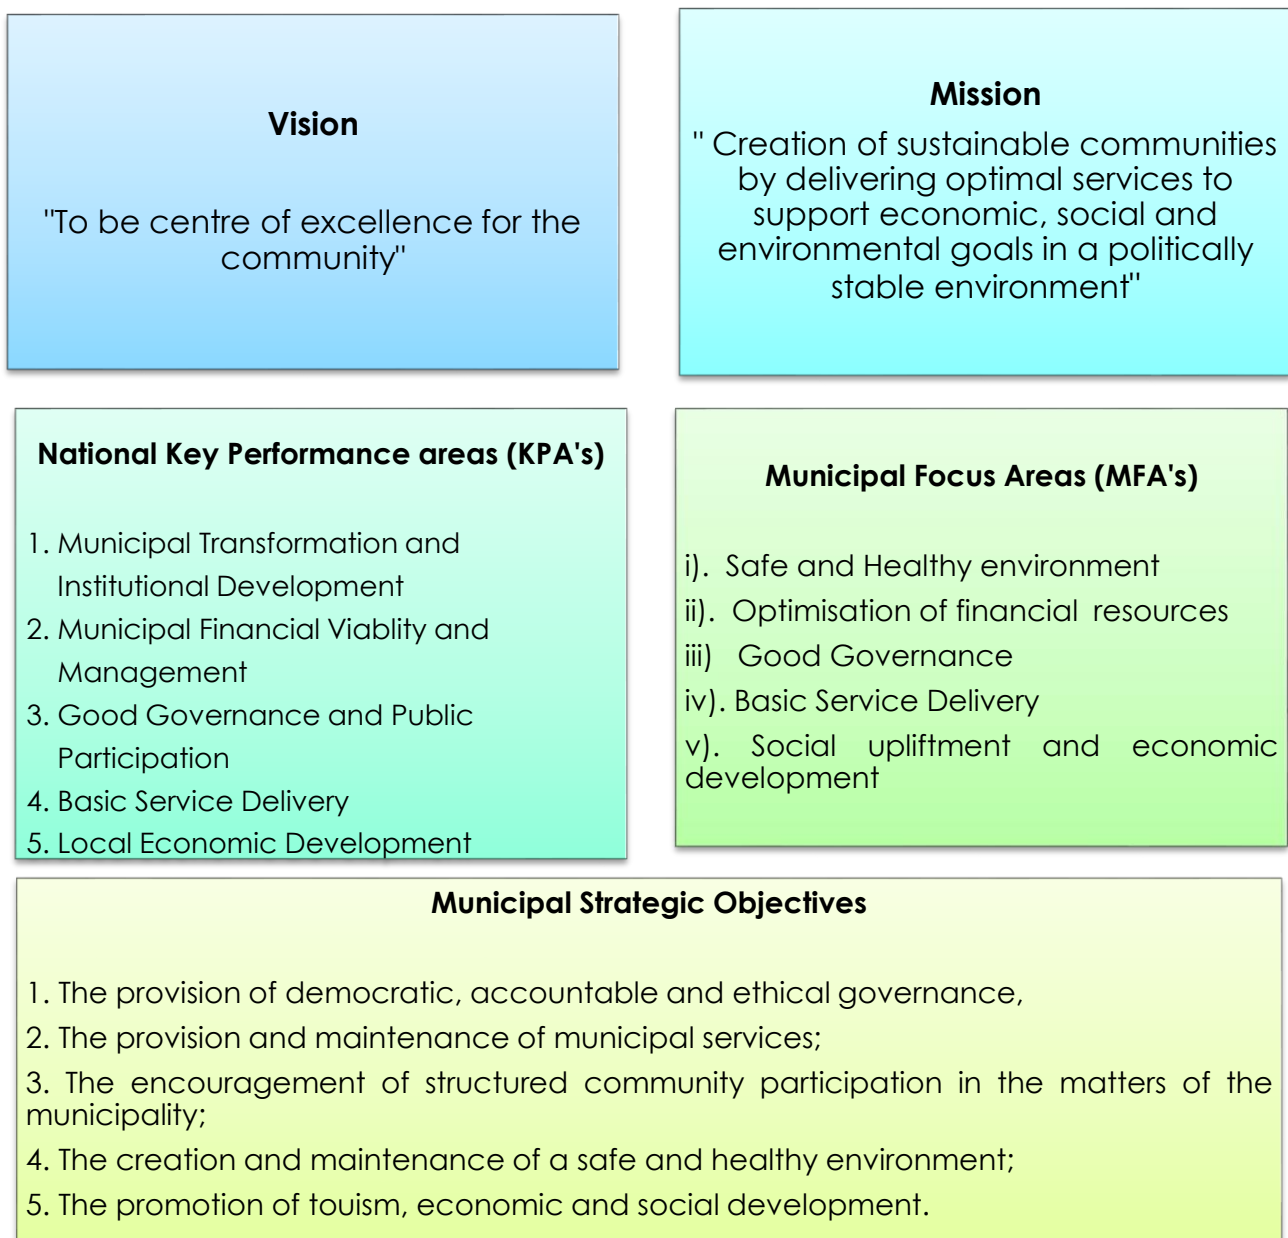 Vision
"To be centre of excellence for the
community"
Mission
" Creation of sustainable communities
by delivering optimal services to
support economic, social and
environmental goals in a politically
stable environment"
National Key Performance areas (KPA's)
1. Municipal Transformation and
Institutional Development
2. Municipal Financial Viablity and
Management
3. Good Governance and Public
Participation
4. Basic Service Delivery
5. Local Economic Development
Municipal Focus Areas (MFA's)
i). Safe and Healthy environment
ii). Optimisation of financial resources
iii) Good Governance
iv). Basic Service Delivery
v). Social upliftment and economic
development
Municipal Strategic Objectives
1. The provision of democratic, accountable and ethical governance,
2. The provision and maintenance of municipal services;
3. The encouragement of structured community participation in the matters of the
municipality;
4. The creation and maintenance of a safe and healthy environment;
5. The promotion of touism, economic and social development.